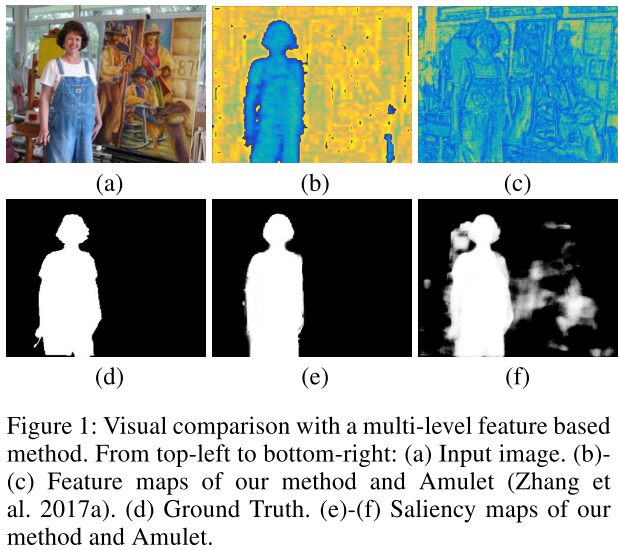 87
(a)
(b)
(c)
(d)
(e)
(f)
Figure 1: Visual comparison with a multi-level feature based
method. From top-left to bottom-right: (a) Input image. (b)-
(c) Feature maps of our method and Amulet (Zhang et
al. 2017a). (d) Ground Truth. (e)-(f) Saliency maps of our
method and Amulet.